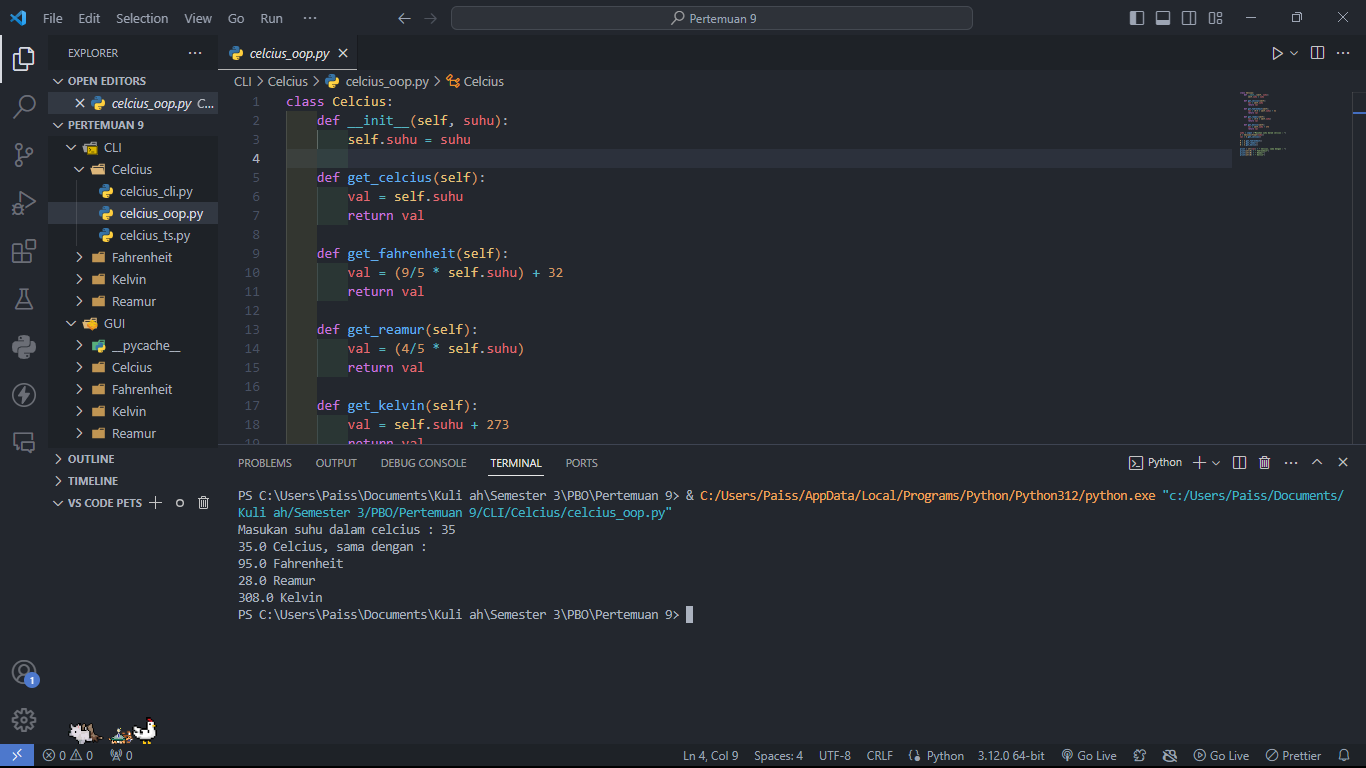 File Edit Selection View Go Run ··· Pertemuan 9
EXPLORER ···
OPEN EDITORS
celcius_oop.py C...
PERTEMUAN 9
CLI
Celcius
celcius_cli.py
celcius_oop.py
celcius_ts.py
Fahrenheit
Kelvin
Reamur
GUI
__pycache__
Celcius
Fahrenheit
Kelvin
Reamur
OUTLINE
TIMELINE
VS CODE PETS
celcius_oop.py
CLI > Celcius > celcius_oop.py > Celcius
1 class Celcius:
2 def __init__(self, suhu):
3 self.suhu = suhu
4
5 def get_celcius(self):
6 val = self.suhu
7 return val
8
9 def get_fahrenheit(self):
10 val = (9/5 * self.suhu) + 32
11 return val
12
13 def get_reamur(self):
14 val = (4/5 * self.suhu)
15 return val
16
17 def get_kelvin(self):
18 val = self.suhu + 273
19 return val
PROBLEMS OUTPUT DEBUG CONSOLE TERMINAL PORTS Python
PS C:\Users\Paiss\Documents\Kuli ah\Semester 3\PBO\Pertemuan 9> & C:/Users/Paiss/AppData/Local/Programs/Python/Python312/python.exe "c:/Users/Paiss/Documents/
Kuli ah/Semester 3/PBO/Pertemuan 9/CLI/Celcius/celcius_oop.py"
Masukan suhu dalam celcius : 35
35.0 Celcius, sama dengan :
95.0 Fahrenheit
28.0 Reamur
308.0 Kelvin
PS C:\Users\Paiss\Documents\Kuli ah\Semester 3\PBO\Pertemuan 9>
1
0 0 0 Ln 4, Col 9 Spaces: 4 UTF-8 CRLF Python 3.12.0 64-bit Go Live Go Live Prettier